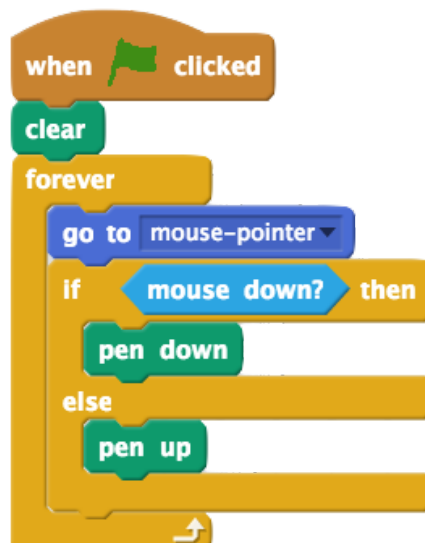 when clicked
clear
forever
go to mouse-pointer
if mouse down? then
pen down
else
pen up